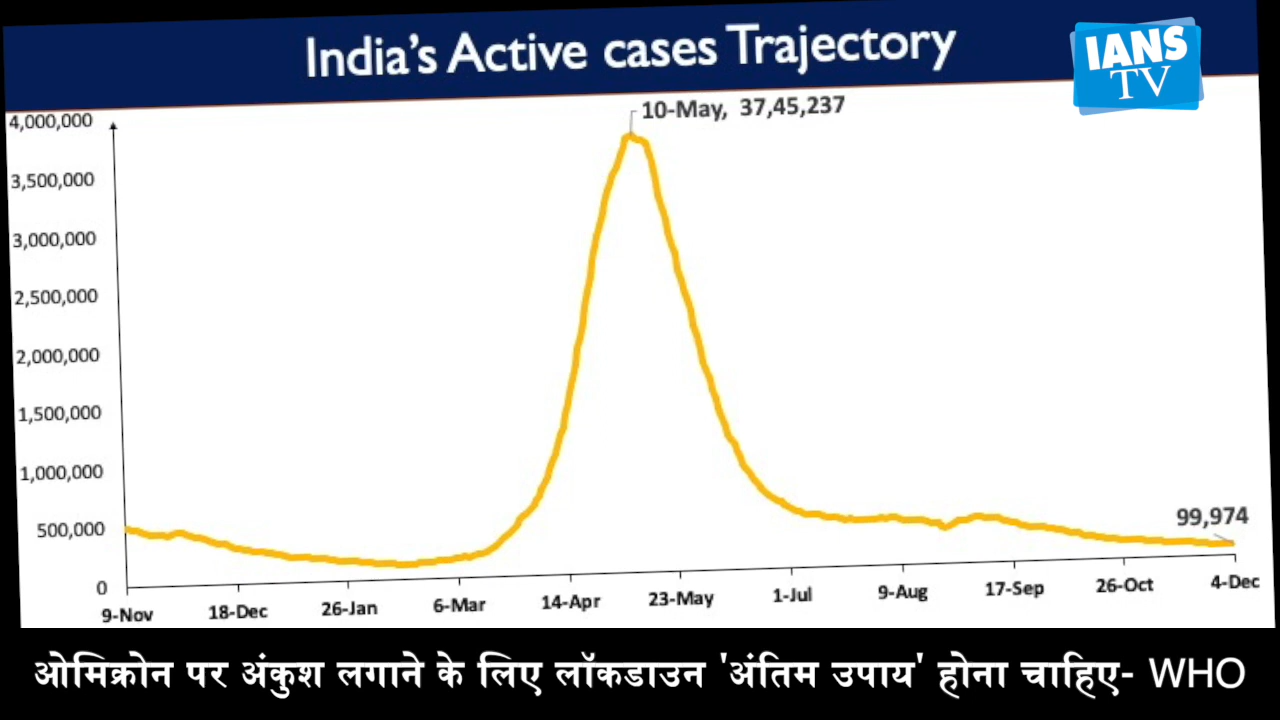 India's Active cases Trajectory
IANS
TV
10-May, 37,45,237
4,000,000
3,500,000
3,000,000
2,500,000
2,000,000
1,500,000
1,000,000
500,000
0
99,974
9-Nov 18-Dec 26-Jan 6-Mar 14-Apr 23-May 1-Jul 9-Aug 17-Sep 26-Oct 4-Dec
ओमिक्रोन पर अंकुश लगाने के लिए लॉकडाउन 'अंतिम उपाय' होना चाहिए- WHO